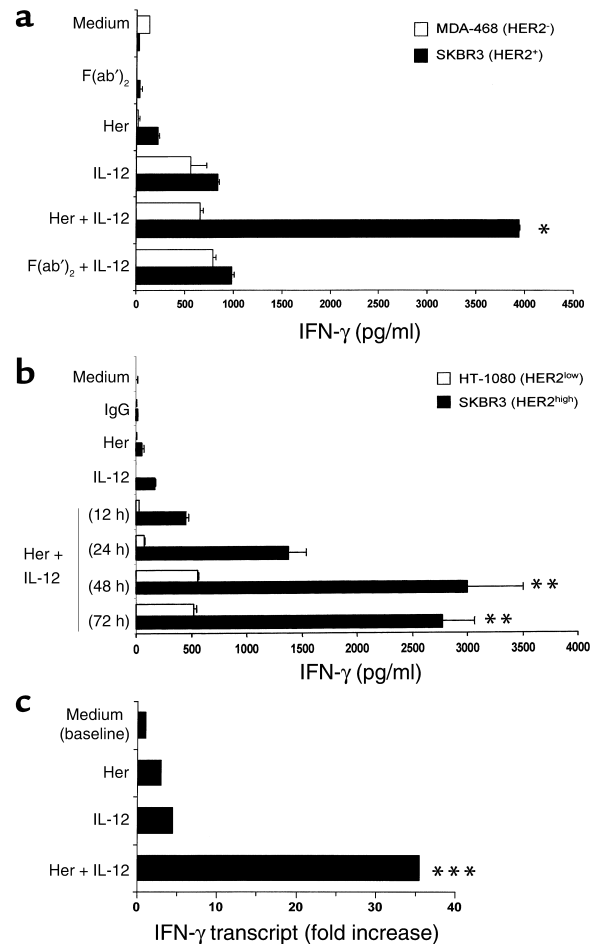 a
Medium
MDA-468 (HER2⁻)
SKBR3 (HER2⁺)
F(ab′)₂
Her
IL-12
Her + IL-12
*
F(ab′)₂ + IL-12
0 500 1000 1500 2000 2500 3000 3500 4000 4500
IFN-γ (pg/ml)
b
Medium
HT-1080 (HER2low)
SKBR3 (HER2high)
IgG
Her
IL-12
(12 h)
(24 h)
Her +
IL-12
(48 h)
**
(72 h)
**
0 500 1000 1500 2000 2500 3000 3500 4000
IFN-γ (pg/ml)
c
Medium
(baseline)
Her
IL-12
Her + IL-12
***
0 10 20 30 40
IFN-γ transcript (fold increase)